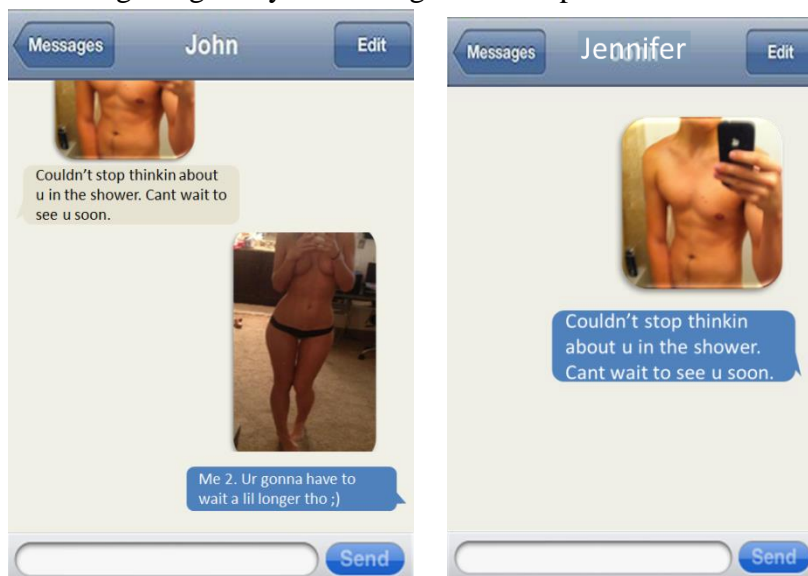 Messages
John
Edit
Couldn't stop thinkin about
u in the shower. Cant wait to
see u soon.
Me 2. Ur gonna have to
wait a lil longer tho ;)
Send
Messages
Jennifer
Edit
Couldn't stop thinkin
about u in the shower.
Cant wait to see u soon.
Send